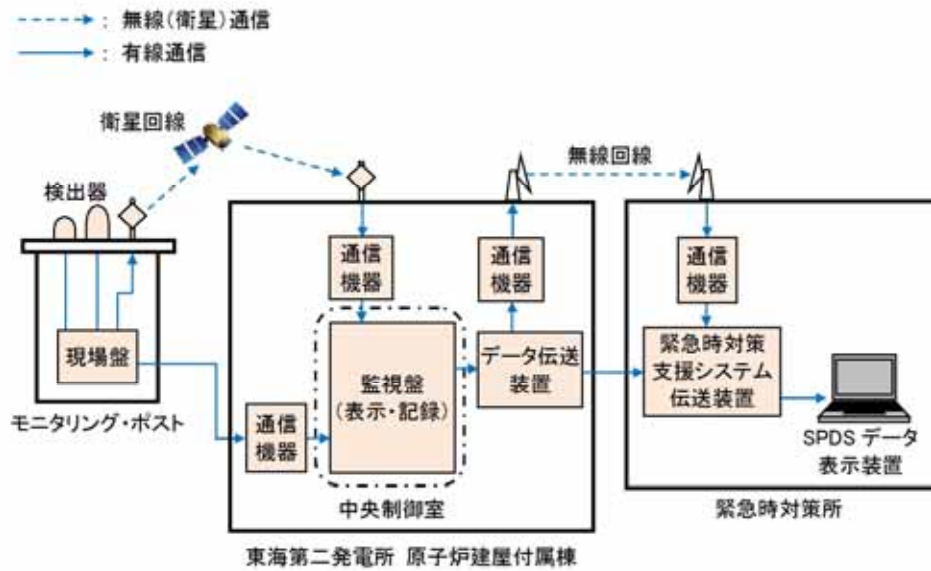 : 無線(衛星)通信
: 有線通信
衛星回線
無線回線
検出器
通信
機器
通信
機器
通信
機器
現場盤
監視盤
(表示・記録)
データ伝送
装置
緊急時対策
支援システム
伝送装置
モニタリング・ポスト
通信
機器
SPDS データ
表示装置
中央制御室
緊急時対策所
東海第二発電所 原子炉建屋付属棟